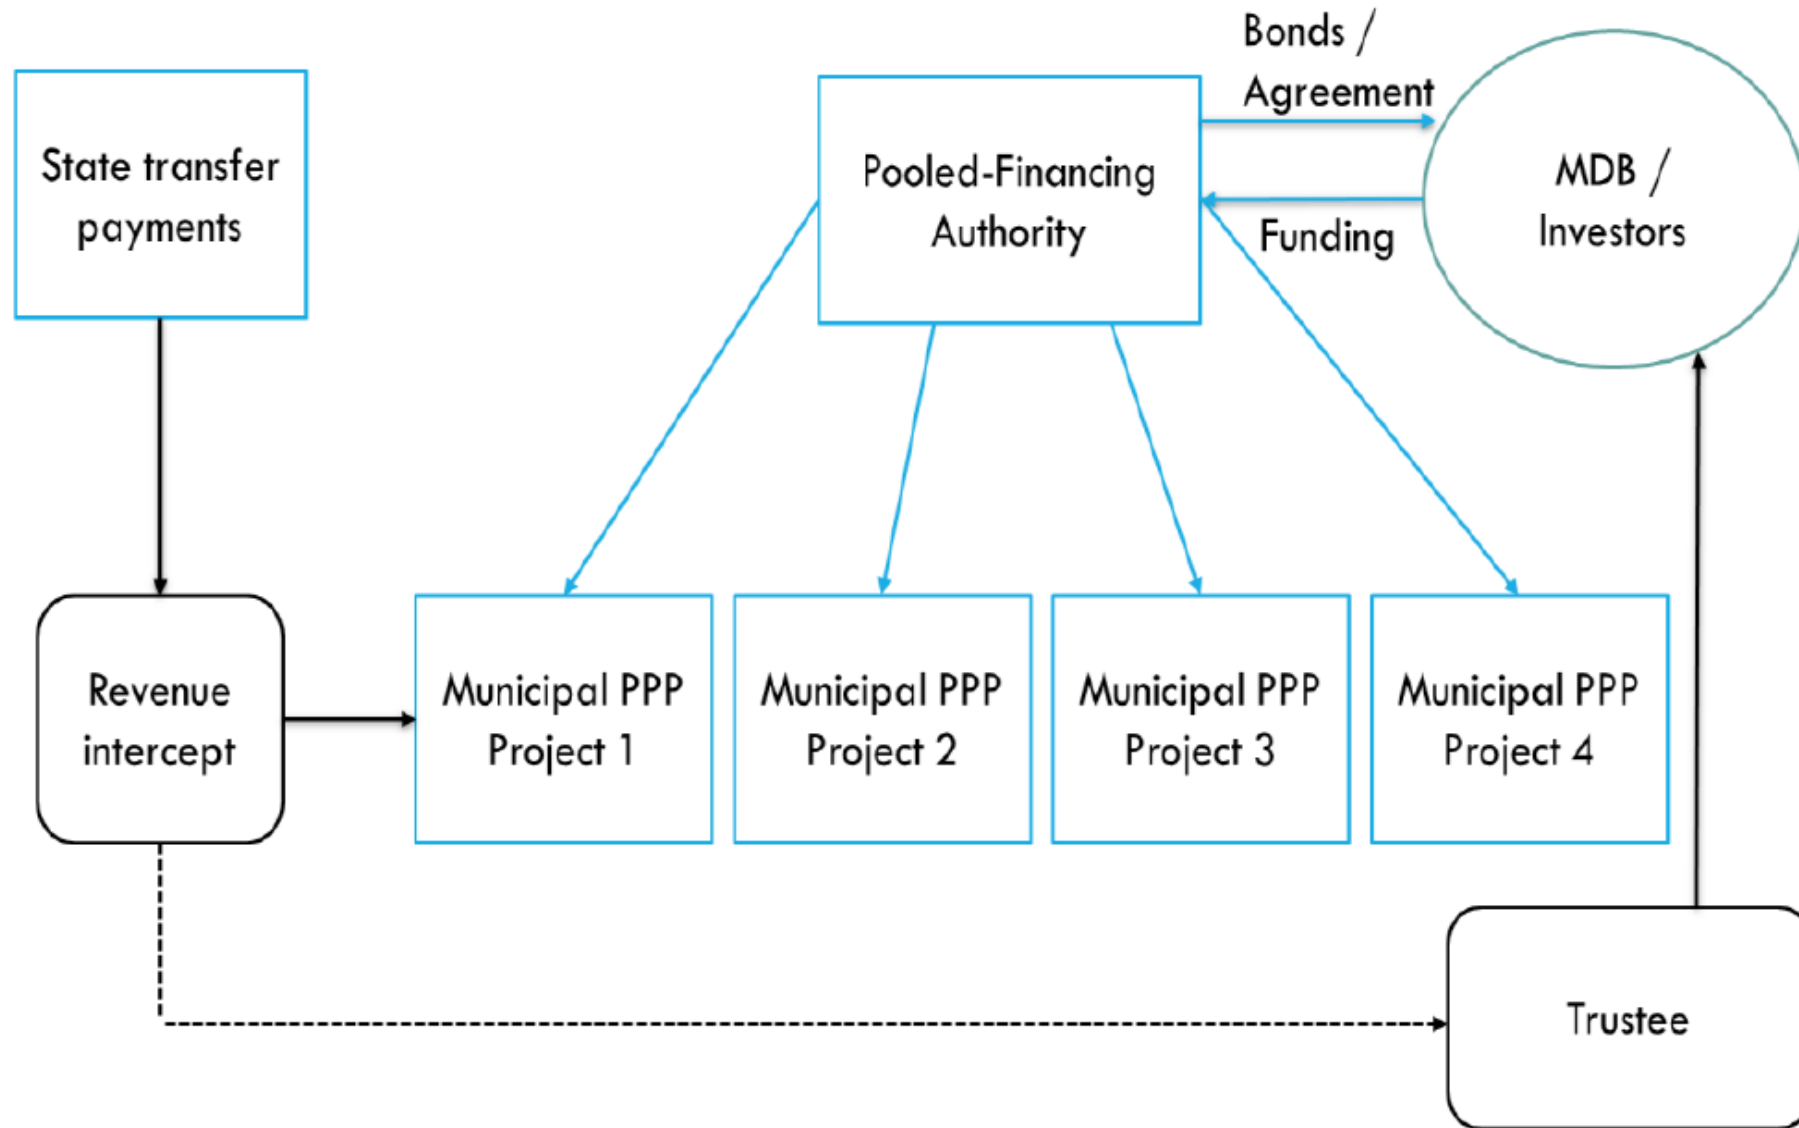 Bonds /
Agreement
State transfer
payments
Pooled-Financing
Authority
MDB /
Investors
Funding
Revenue
intercept
Municipal PPP
Project 1
Municipal PPP
Project 2
Municipal PPP
Project 3
Municipal PPP
Project 4
Trustee